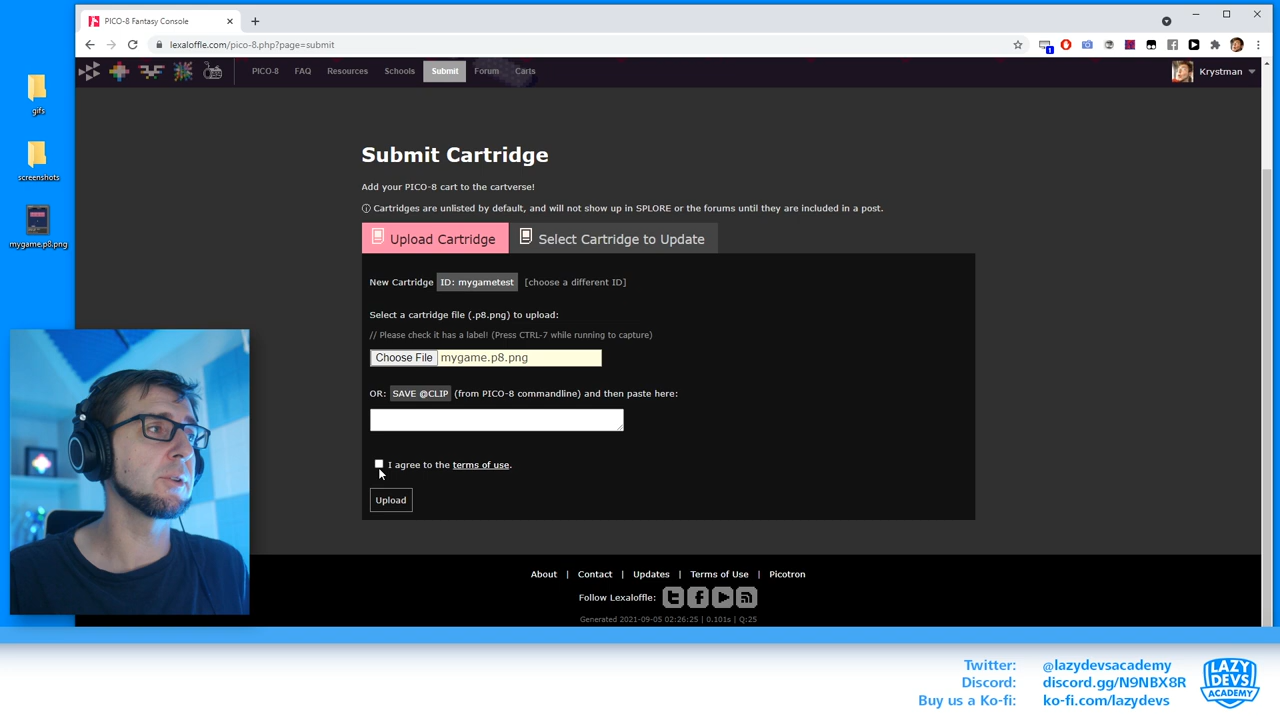 PICO-8 Fantasy Console
lexaloffle.com/pico-8.php?page=submit
1
gifs
screenshots
mygame.p8.png
PICO-8 FAQ Resources Schools Submit Forum Carts
Krystman
Submit Cartridge
Add your PICO-8 cart to the cartverse!
Cartridges are unlisted by default, and will not show up in SPLORE or the forums until they are included in a post.
Upload Cartridge Select Cartridge to Update
New Cartridge ID: mygametest [choose a different ID]
Select a cartridge file (.p8.png) to upload:
// Please check it has a label! (Press CTRL-7 while running to capture)
Choose File mygame.p8.png
OR: SAVE @CLIP (from PICO-8 commandline) and then paste here:
I agree to the terms of use.
Upload
About | Contact | Updates | Terms of Use | Picotron
Follow Lexaloffle:
Generated 2021-09-05 02:26:25 | 0.101s | Q:25
Twitter: @lazydevsacademy
Discord: discord.gg/N9NBX8R
Buy us a Ko-fi: ko-fi.com/lazydevs
LAZY
DEVS
ACADEMY